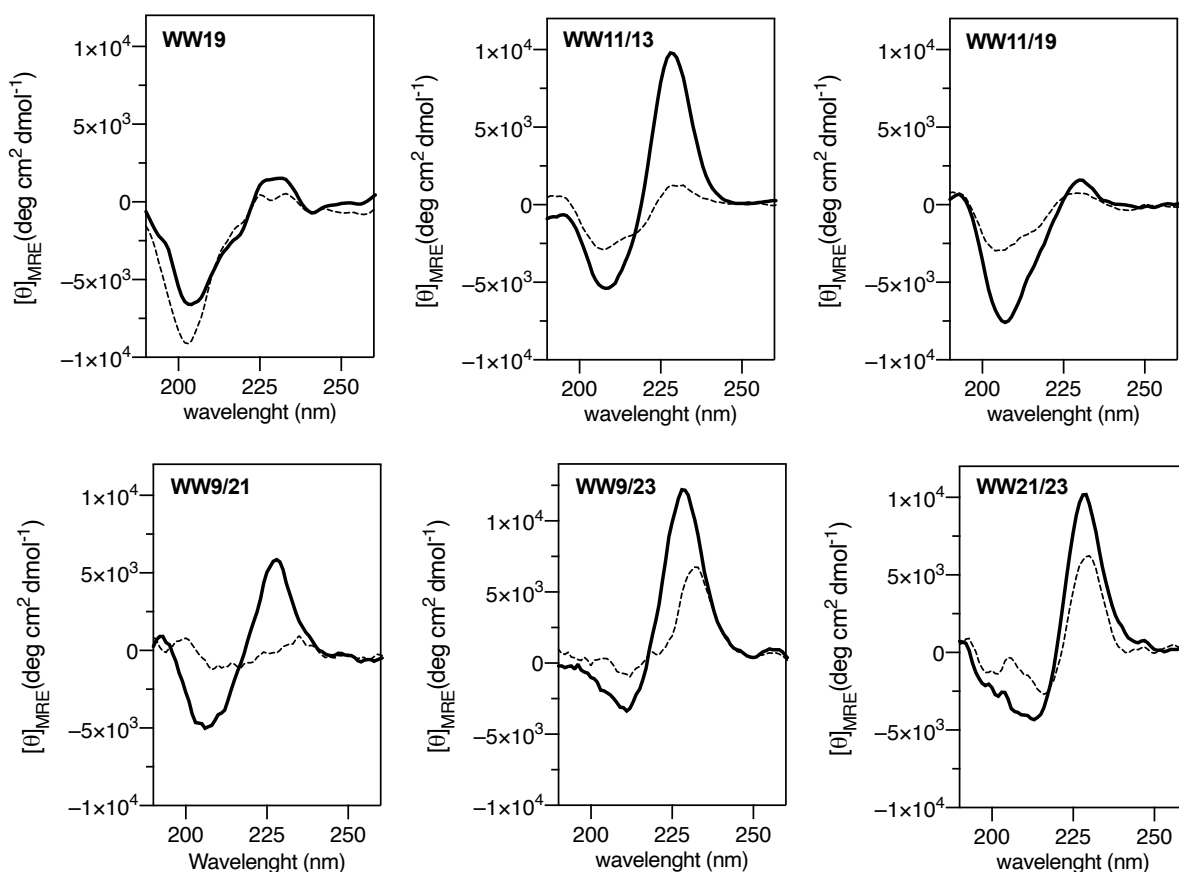 WW19
1×10⁴
5×10³
0
−5×10³
−1×10⁴
[θ]MRE(deg cm² dmol⁻¹)
200 225 250
wavelenght (nm)
WW11/13
1×10⁴
5×10³
0
−5×10³
−1×10⁴
[θ]MRE(deg cm² dmol⁻¹)
200 225 250
wavelenght (nm)
WW11/19
1×10⁴
5×10³
0
−5×10³
−1×10⁴
[θ]MRE(deg cm² dmol⁻¹)
200 225 250
wavelenght (nm)
WW9/21
1×10⁴
5×10³
0
−5×10³
−1×10⁴
[θ]MRE(deg cm² dmol⁻¹)
200 225 250
Wavelenght (nm)
WW9/23
1×10⁴
5×10³
0
−5×10³
−1×10⁴
[θ]MRE(deg cm² dmol⁻¹)
200 225 250
wavelenght (nm)
WW21/23
1×10⁴
5×10³
0
−5×10³
−1×10⁴
[θ]MRE(deg cm² dmol⁻¹)
200 225 250
wavelenght (nm)